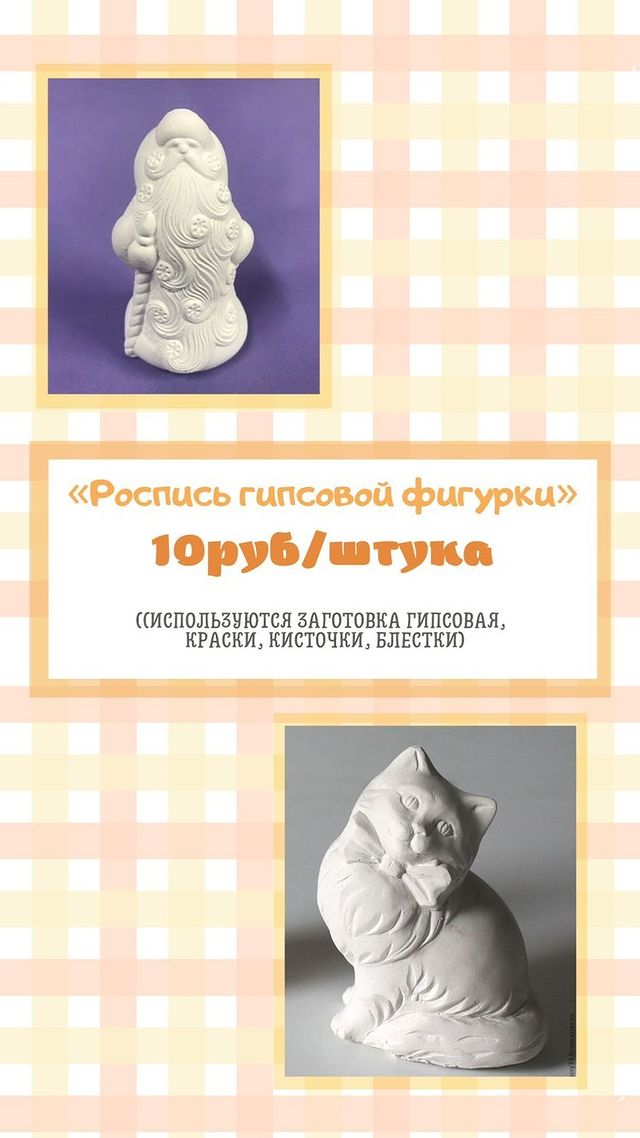 «Роспись гипсовой фигурки»
10руб/штука
((ИСПОЛЬЗУЮТСЯ ЗАГОТОВКА ГИПСОВАЯ,
КРАСКИ, КИСТОЧКИ, БЛЕСТКИ)